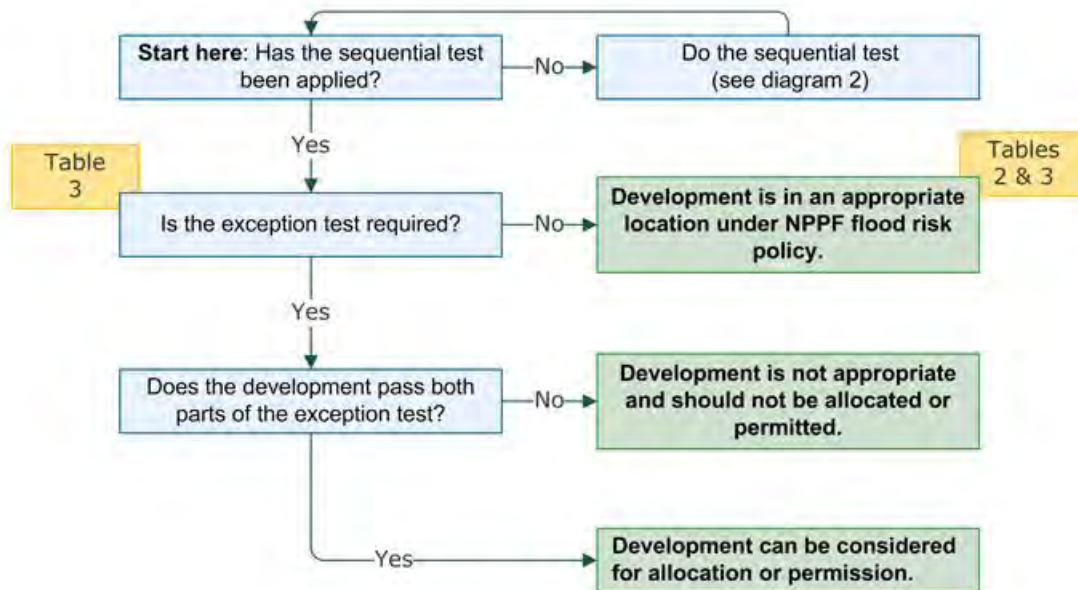 Start here: Has the sequential test
been applied?
No
Do the sequential test
(see diagram 2)
Yes
Table
3
Tables
2 & 3
Is the exception test required?
No
Development is in an appropriate
location under NPPF flood risk
policy.
Yes
Does the development pass both
parts of the exception test?
No
Development is not appropriate
and should not be allocated or
permitted.
Yes
Development can be considered
for allocation or permission.